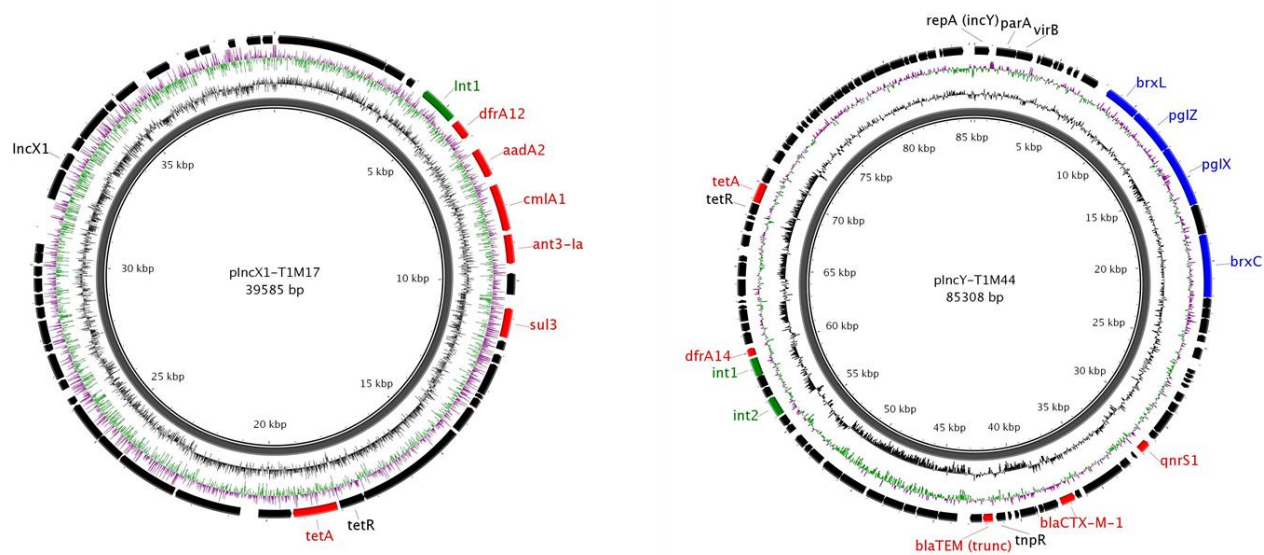 Int1
dfrA12
aadA2
cmlA1
ant3-Ia
sul3
tetR
tetA
IncX1
5 kbp
10 kbp
15 kbp
20 kbp
25 kbp
30 kbp
35 kbp
pIncX1-T1M17
39585 bp
repA (incY)
parA
virB
brxL
pglZ
pglX
brxC
qnrS1
blaCTX-M-1
tnpR
blaTEM (trunc)
int2
int1
dfrA14
tetR
tetA
5 kbp
10 kbp
15 kbp
20 kbp
25 kbp
30 kbp
35 kbp
40 kbp
45 kbp
50 kbp
55 kbp
60 kbp
65 kbp
70 kbp
75 kbp
80 kbp
85 kbp
pIncY-T1M44
85308 bp